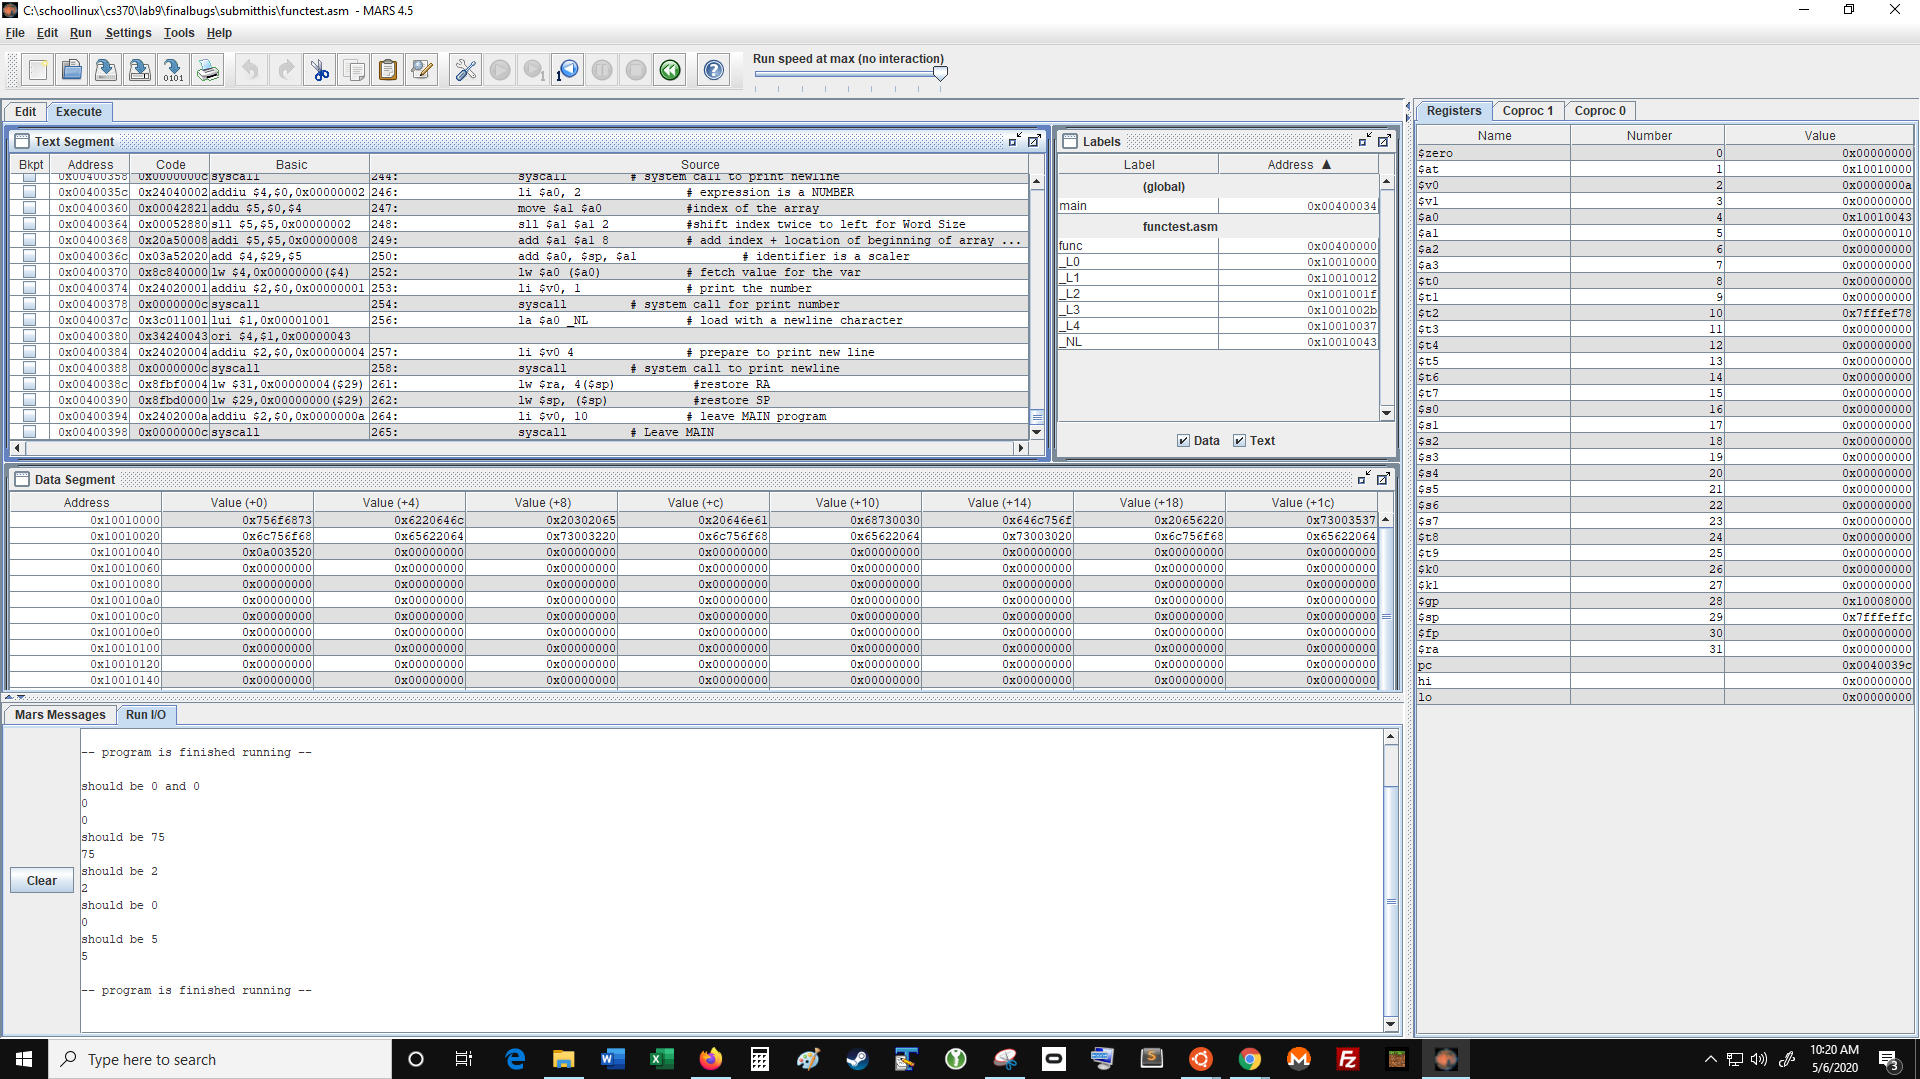 C:\schoollinux\cs370\lab9\finalbugs\submitthis\functest.asm - MARS 4.5
File Edit Run Settings Tools Help
Run speed at max (no interaction)
Edit Execute
Text Segment
Bkpt Address Code Basic Source
0x00400358 0x0000000c syscall 244: syscall # system call to print newline
0x0040035c 0x24040002 addiu $4,$0,0x00000002 246: li $a0, 2 # expression is a NUMBER
0x00400360 0x00042821 addu $5,$0,$4 247: move $a1 $a0 #index of the array
0x00400364 0x00052880 sll $5,$5,0x00000002 248: sll $a1 $a1 2 #shift index twice to left for Word Size
0x00400368 0x20a50008 addi $5,$5,0x00000008 249: add $a1 $a1 8 # add index + location of beginning of array ...
0x0040036c 0x03a52020 add $4,$29,$5 250: add $a0, $sp, $a1 # identifier is a scaler
0x00400370 0x8c840000 lw $4,0x00000000($4) 252: lw $a0 ($a0) # fetch value for the var
0x00400374 0x24020001 addiu $2,$0,0x00000001 253: li $v0, 1 # print the number
0x00400378 0x0000000c syscall 254: syscall # system call for print number
0x0040037c 0x3c011001 lui $1,0x00001001 256: la $a0 _NL # load with a newline character
0x00400380 0x34240043 ori $4,$1,0x00000043
0x00400384 0x24020004 addiu $2,$0,0x00000004 257: li $v0 4 # prepare to print new line
0x00400388 0x0000000c syscall 258: syscall # system call to print newline
0x0040038c 0x8fbf0004 lw $31,0x00000004($29) 261: lw $ra, 4($sp) #restore RA
0x00400390 0x8fbd0000 lw $29,0x00000000($29) 262: lw $sp, ($sp) #restore SP
0x00400394 0x2402000a addiu $2,$0,0x0000000a 264: li $v0, 10 # leave MAIN program
0x00400398 0x0000000c syscall 265: syscall # Leave MAIN
Labels
Label Address ▲
(global)
main 0x00400034
functest.asm
func 0x00400000
_L0 0x10010000
_L1 0x10010012
_L2 0x1001001f
_L3 0x1001002b
_L4 0x10010037
_NL 0x10010043
Data Text
Data Segment
Address Value (+0) Value (+4) Value (+8) Value (+c) Value (+10) Value (+14) Value (+18) Value (+1c)
0x10010000 0x756f6873 0x6220646c 0x20302065 0x20646e61 0x68730030 0x646c756f 0x20656220 0x73003537
0x10010020 0x6c756f68 0x65622064 0x73003220 0x6c756f68 0x65622064 0x73003020 0x6c756f68 0x65622064
0x10010040 0x0a003520 0x00000000 0x00000000 0x00000000 0x00000000 0x00000000 0x00000000 0x00000000
0x10010060 0x00000000 0x00000000 0x00000000 0x00000000 0x00000000 0x00000000 0x00000000 0x00000000
0x10010080 0x00000000 0x00000000 0x00000000 0x00000000 0x00000000 0x00000000 0x00000000 0x00000000
0x100100a0 0x00000000 0x00000000 0x00000000 0x00000000 0x00000000 0x00000000 0x00000000 0x00000000
0x100100c0 0x00000000 0x00000000 0x00000000 0x00000000 0x00000000 0x00000000 0x00000000 0x00000000
0x100100e0 0x00000000 0x00000000 0x00000000 0x00000000 0x00000000 0x00000000 0x00000000 0x00000000
0x10010100 0x00000000 0x00000000 0x00000000 0x00000000 0x00000000 0x00000000 0x00000000 0x00000000
0x10010120 0x00000000 0x00000000 0x00000000 0x00000000 0x00000000 0x00000000 0x00000000 0x00000000
0x10010140 0x00000000 0x00000000 0x00000000 0x00000000 0x00000000 0x00000000 0x00000000 0x00000000
Mars Messages Run I/O
Clear
-- program is finished running --
should be 0 and 0
0
0
should be 75
75
should be 2
2
should be 0
0
should be 5
5
-- program is finished running --
Registers Coproc 1 Coproc 0
Name Number Value
$zero 0 0x00000000
$at 1 0x10010000
$v0 2 0x0000000a
$v1 3 0x00000000
$a0 4 0x10010043
$a1 5 0x00000010
$a2 6 0x00000000
$a3 7 0x00000000
$t0 8 0x00000000
$t1 9 0x00000000
$t2 10 0x7fffef78
$t3 11 0x00000000
$t4 12 0x00000000
$t5 13 0x00000000
$t6 14 0x00000000
$t7 15 0x00000000
$s0 16 0x00000000
$s1 17 0x00000000
$s2 18 0x00000000
$s3 19 0x00000000
$s4 20 0x00000000
$s5 21 0x00000000
$s6 22 0x00000000
$s7 23 0x00000000
$t8 24 0x00000000
$t9 25 0x00000000
$k0 26 0x00000000
$k1 27 0x00000000
$gp 28 0x10008000
$sp 29 0x7fffeffc
$fp 30 0x00000000
$ra 31 0x00000000
pc 0x0040039c
hi 0x00000000
lo 0x00000000
Type here to search
10:20 AM
5/6/2020
3